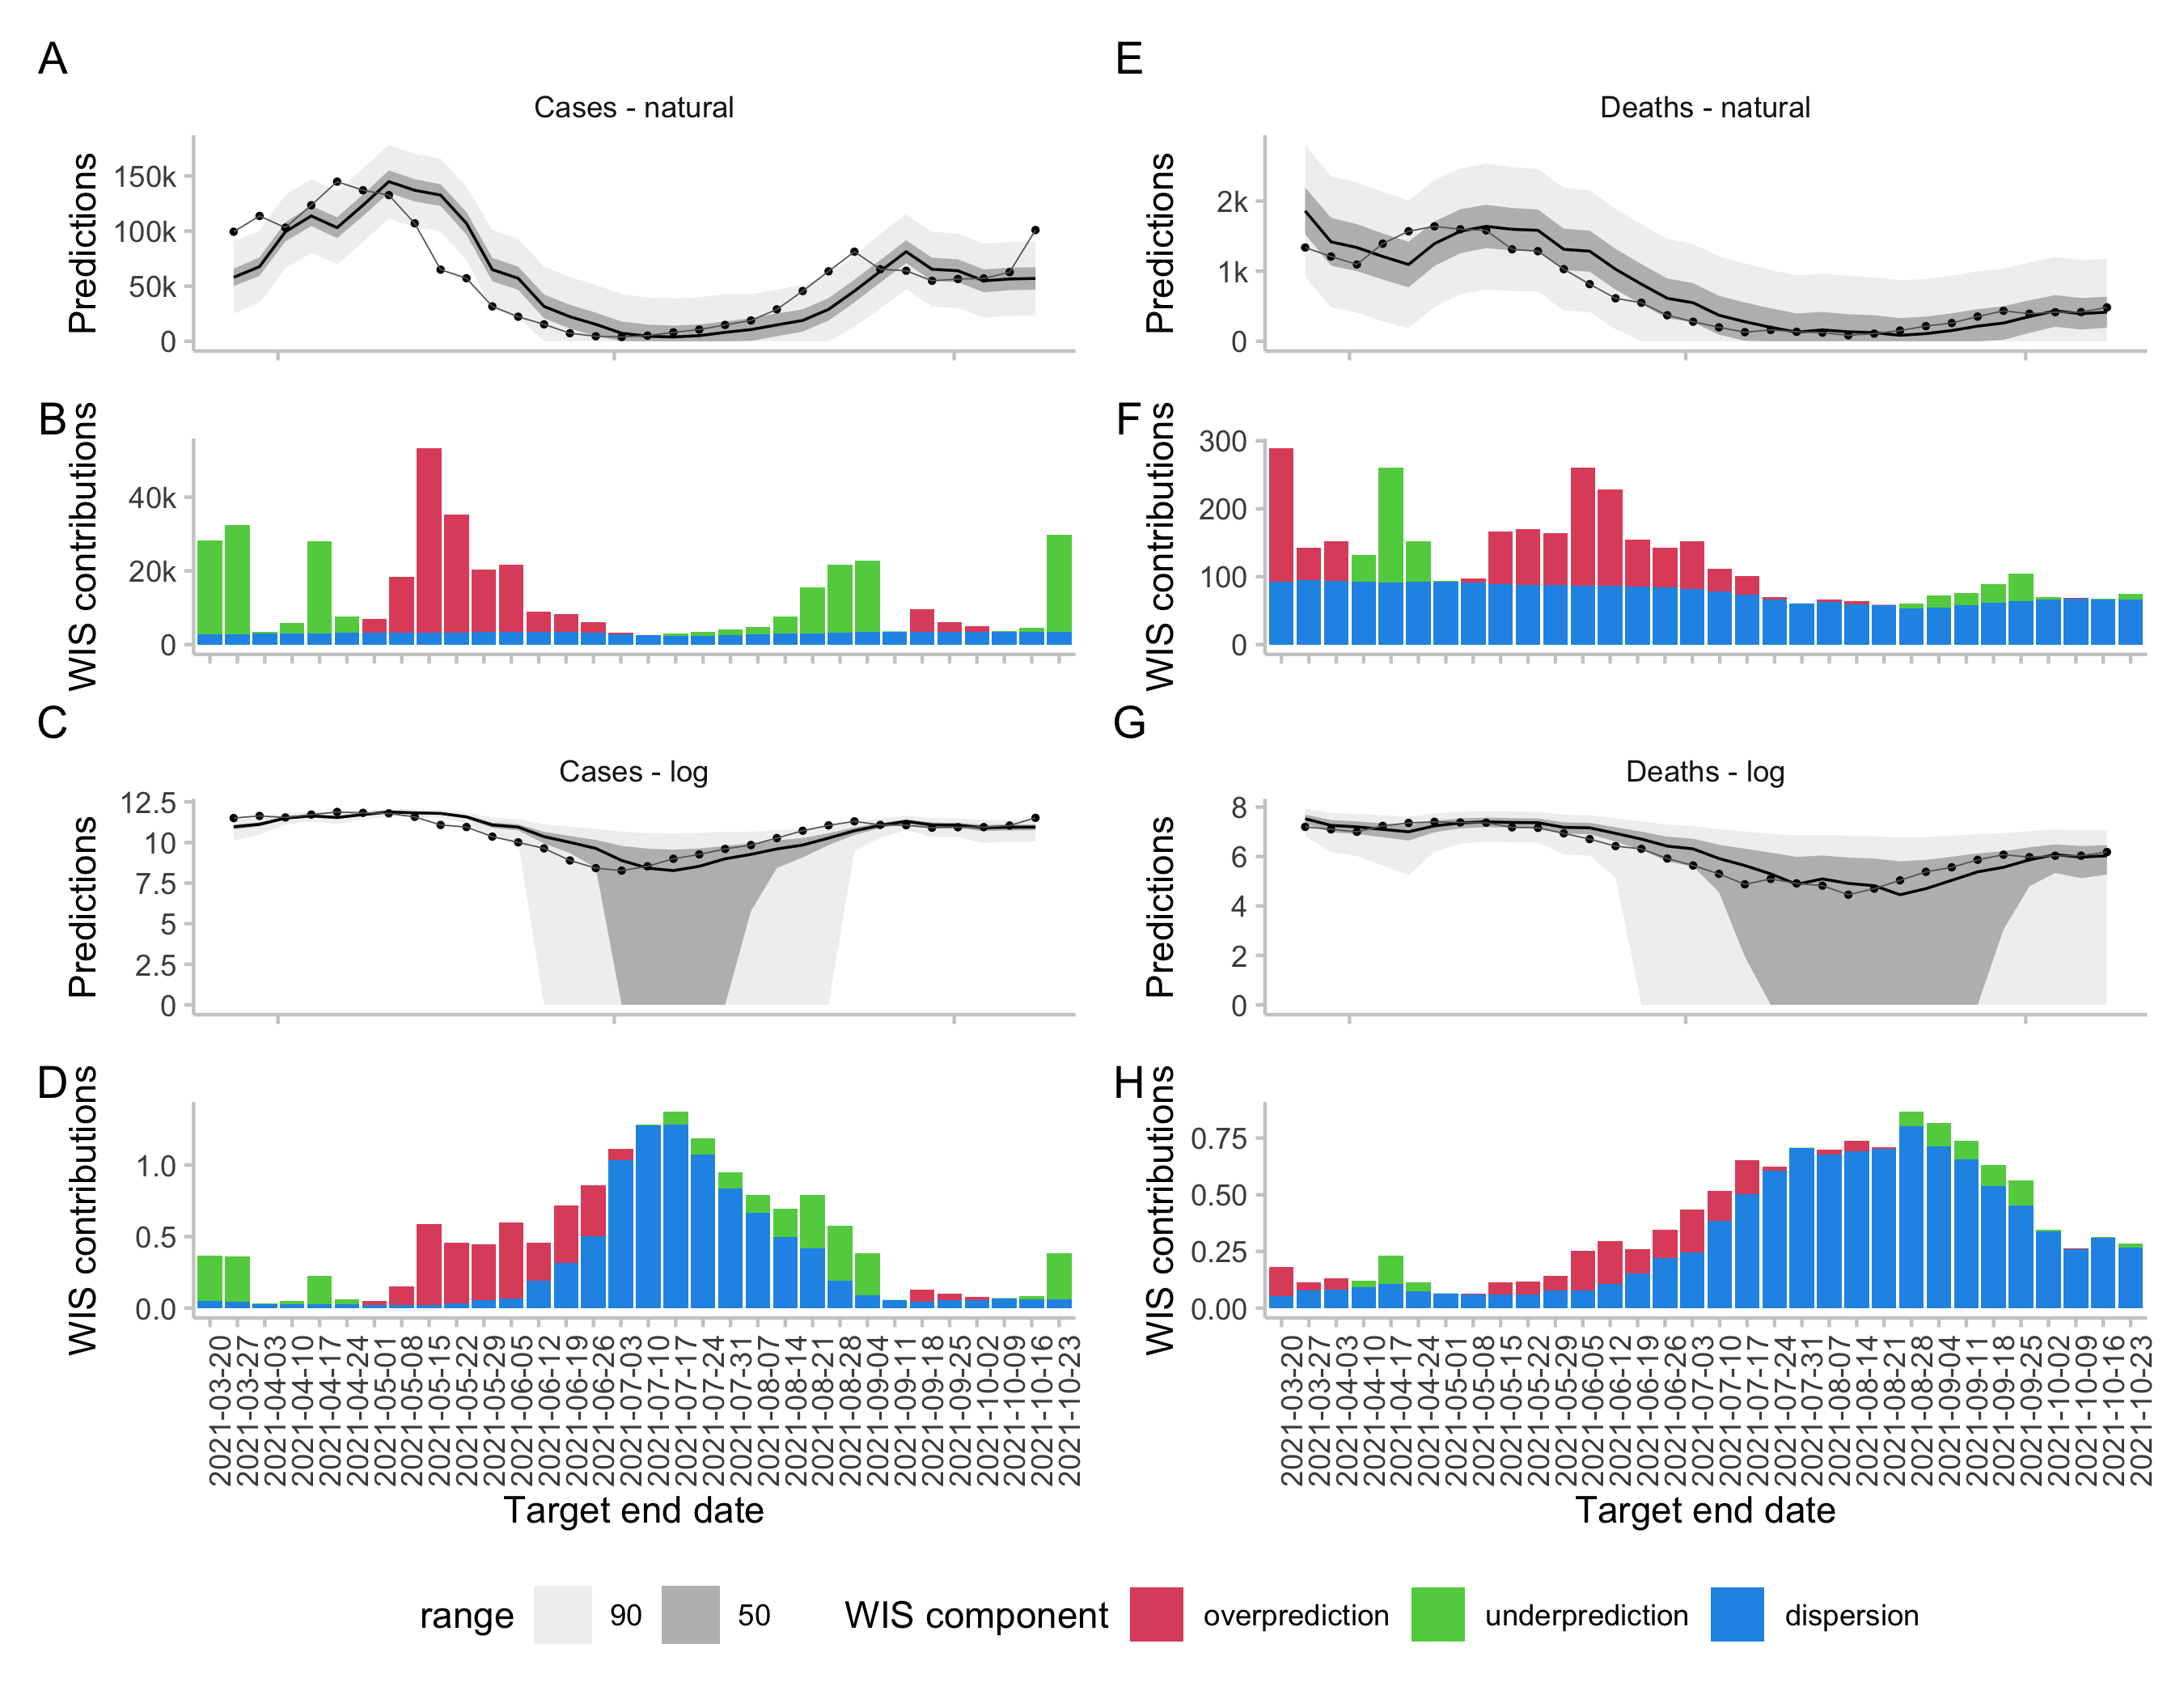 A
Cases - natural
Predictions
150k
100k
50k
0
B
WIS contributions
40k
20k
0
C
Cases - log
Predictions
12.5
10
7.5
5
2.5
0
D
WIS contributions
1.0
0.5
0.0
2021-03-20
2021-03-27
2021-04-03
2021-04-10
2021-04-17
2021-04-24
2021-05-01
2021-05-08
2021-05-15
2021-05-22
2021-05-29
2021-06-05
2021-06-12
2021-06-19
2021-06-26
2021-07-03
2021-07-10
2021-07-17
2021-07-24
2021-07-31
2021-08-07
2021-08-14
2021-08-21
2021-08-28
2021-09-04
2021-09-11
2021-09-18
2021-09-25
2021-10-02
2021-10-09
2021-10-16
2021-10-23
Target end date
E
Deaths - natural
Predictions
2k
1k
0
F
WIS contributions
300
200
100
0
G
Deaths - log
Predictions
8
6
4
2
0
H
WIS contributions
0.75
0.50
0.25
0.00
2021-03-20
2021-03-27
2021-04-03
2021-04-10
2021-04-17
2021-04-24
2021-05-01
2021-05-08
2021-05-15
2021-05-22
2021-05-29
2021-06-05
2021-06-12
2021-06-19
2021-06-26
2021-07-03
2021-07-10
2021-07-17
2021-07-24
2021-07-31
2021-08-07
2021-08-14
2021-08-21
2021-08-28
2021-09-04
2021-09-11
2021-09-18
2021-09-25
2021-10-02
2021-10-09
2021-10-16
2021-10-23
Target end date
range 90 50 WIS component overprediction underprediction dispersion